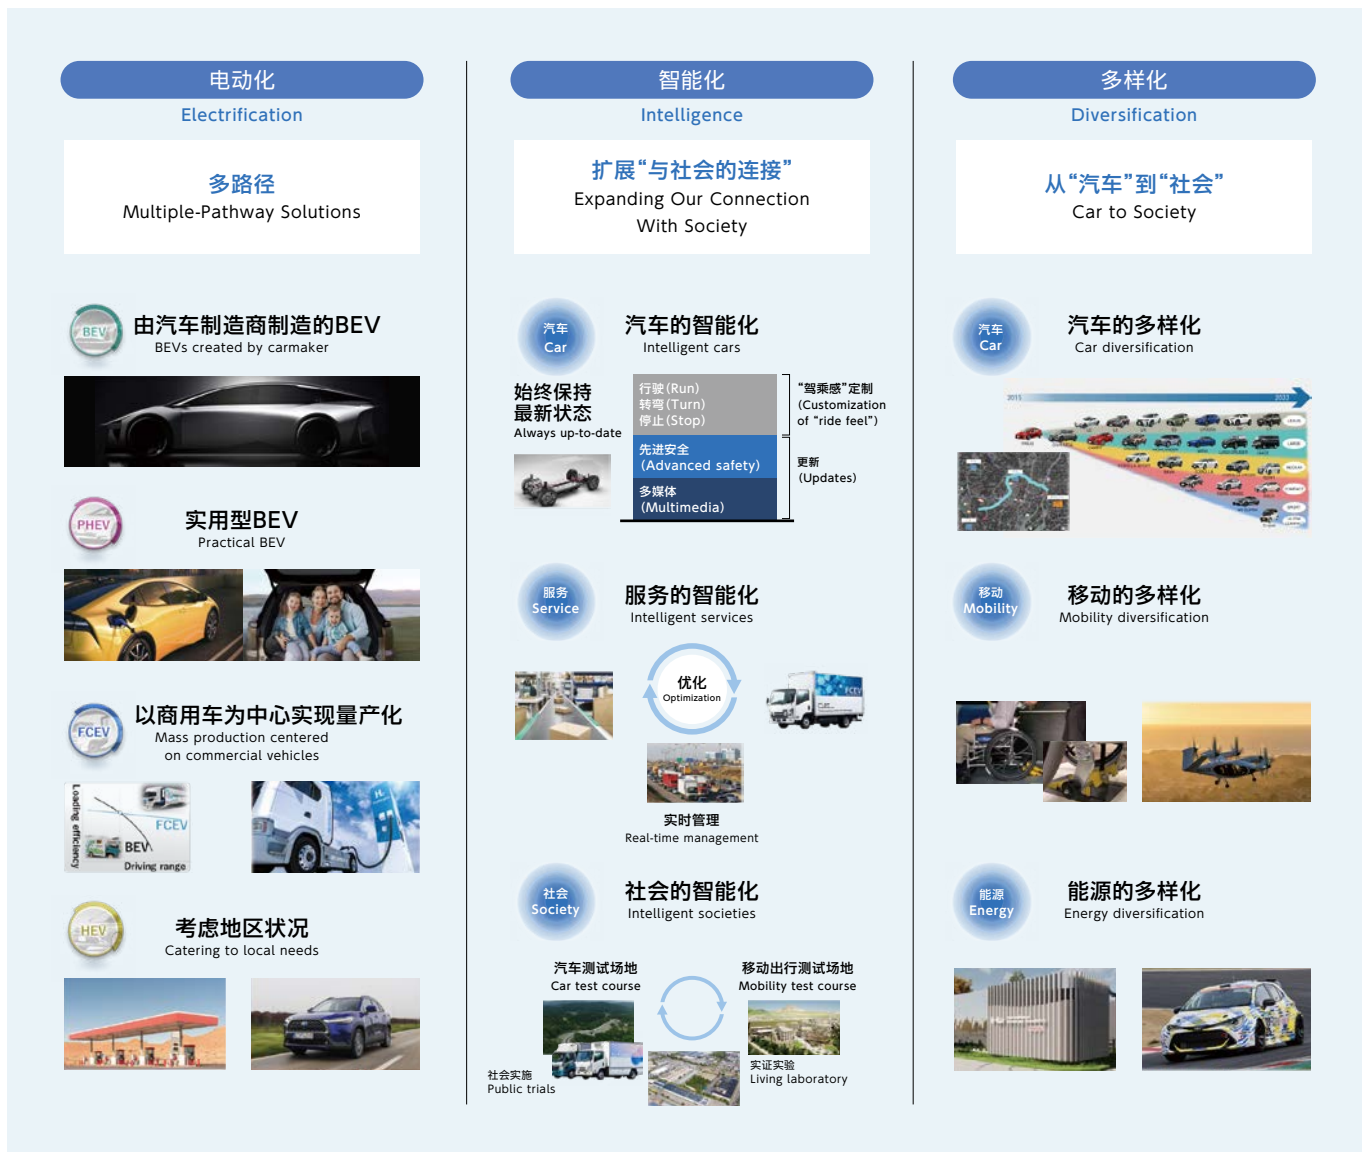 电动化
Electrification
多路径
Multiple-Pathway Solutions
BEV
由汽车制造商制造的BEV
BEVs created by carmaker
PHEV
实用型BEV
Practical BEV
FCEV
以商用车为中心实现量产化
Mass production centered
on commercial vehicles
Loading efficiency
FCEV
BEV
Driving range
H₂
HEV
考虑地区状况
Catering to local needs
智能化
Intelligence
扩展“与社会的连接”
Expanding Our Connection
With Society
汽车
Car
汽车的智能化
Intelligent cars
始终保持
最新状态
Always up-to-date
行驶(Run)
转弯(Turn)
停止(Stop)
先进安全
(Advanced safety)
多媒体
(Multimedia)
“驾乘感”定制
(Customization
of “ride feel”)
更新
(Updates)
服务
Service
服务的智能化
Intelligent services
优化
Optimization
FCEV
实时管理
Real-time management
社会
Society
社会的智能化
Intelligent societies
汽车测试场地
Car test course
移动出行测试场地
Mobility test course
社会实施
Public trials
实证实验
Living laboratory
多样化
Diversification
从“汽车”到“社会”
Car to Society
汽车
Car
汽车的多样化
Car diversification
2015
移动
Mobility
移动的多样化
Mobility diversification
能源
Energy
能源的多样化
Energy diversification